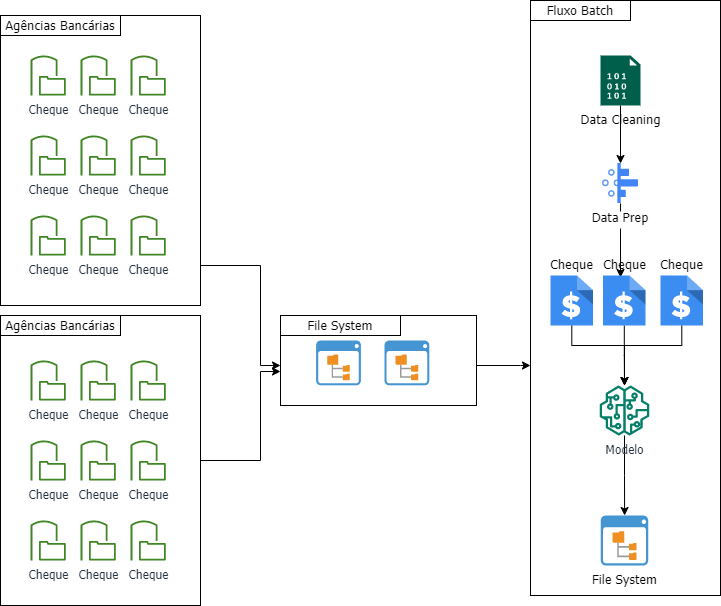 Agências Bancárias
Cheque Cheque Cheque
Cheque Cheque Cheque
Cheque Cheque Cheque
Agências Bancárias
Cheque Cheque Cheque
Cheque Cheque Cheque
Cheque Cheque Cheque
File System
Fluxo Batch
101
010
101
Data Cleaning
Data Prep
Cheque Cheque Cheque
$ $ $
Modelo
File System